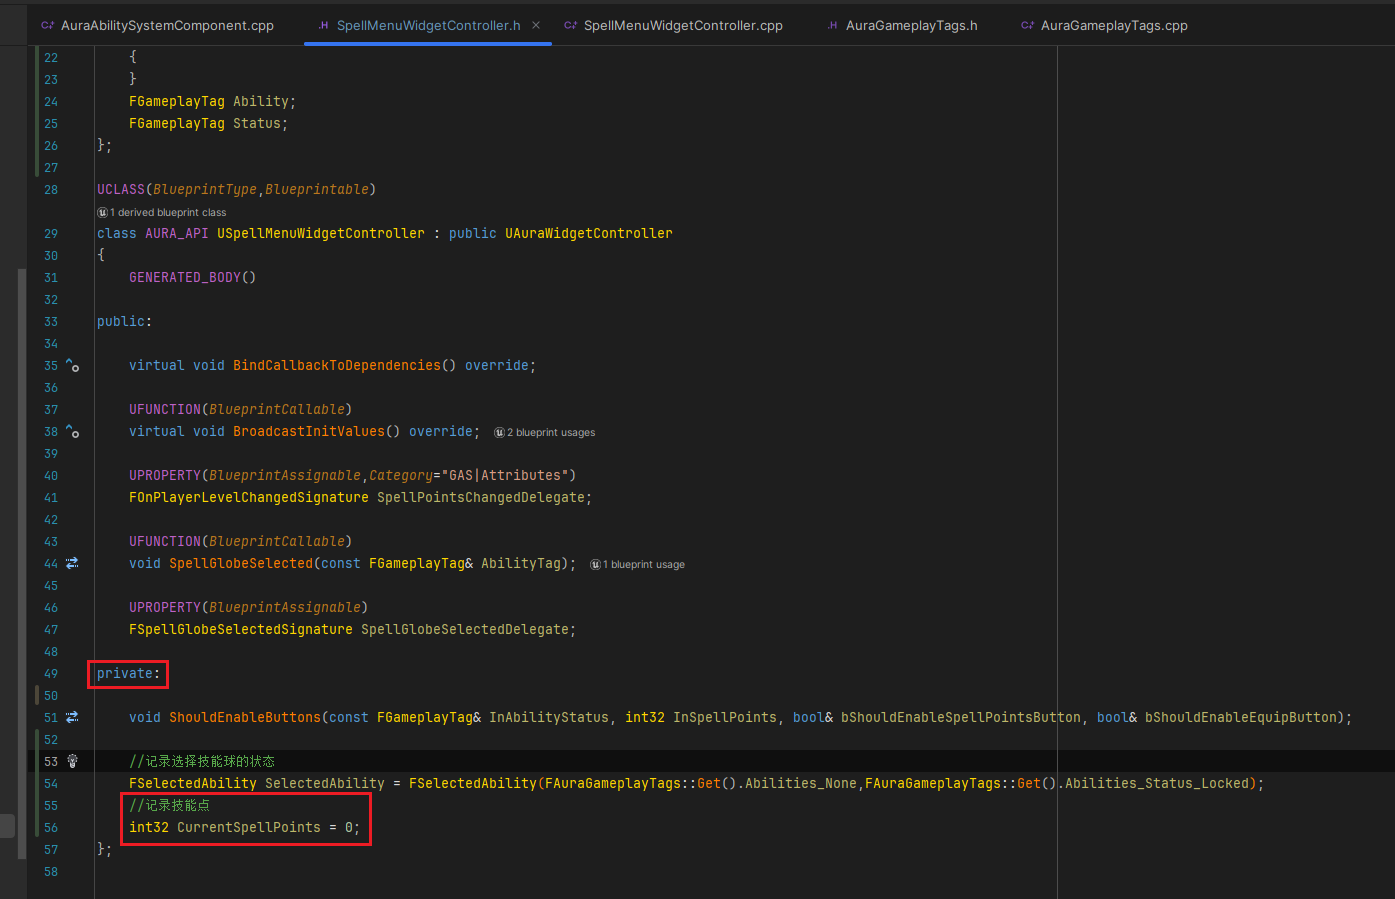 AuraAbilitySystemComponent.cpp SpellMenuWidgetController.h SpellMenuWidgetController.cpp AuraGameplayTags.h AuraGameplayTags.cpp
22 {
23 }
24 FGameplayTag Ability;
25 FGameplayTag Status;
26 };
27
28 UCLASS(BlueprintType,Blueprintable)
1 derived blueprint class
29 class AURA_API USpellMenuWidgetController : public UAuraWidgetController
30 {
31 GENERATED_BODY()
32
33 public:
34
35 virtual void BindCallbackToDependencies() override;
36
37 UFUNCTION(BlueprintCallable)
38 virtual void BroadcastInitValues() override; 2 blueprint usages
39
40 UPROPERTY(BlueprintAssignable,Category="GAS|Attributes")
41 FOnPlayerLevelChangedSignature SpellPointsChangedDelegate;
42
43 UFUNCTION(BlueprintCallable)
44 void SpellGlobeSelected(const FGameplayTag& AbilityTag); 1 blueprint usage
45
46 UPROPERTY(BlueprintAssignable)
47 FSpellGlobeSelectedSignature SpellGlobeSelectedDelegate;
48
49 private:
50
51 void ShouldEnableButtons(const FGameplayTag& InAbilityStatus, int32 InSpellPoints, bool& bShouldEnableSpellPointsButton, bool& bShouldEnableEquipButton);
52
53 //记录选择技能球的状态
54 FSelectedAbility SelectedAbility = FSelectedAbility(FAuraGameplayTags::Get().Abilities_None,FAuraGameplayTags::Get().Abilities_Status_Locked);
55 //记录技能点
56 int32 CurrentSpellPoints = 0;
57 };
58